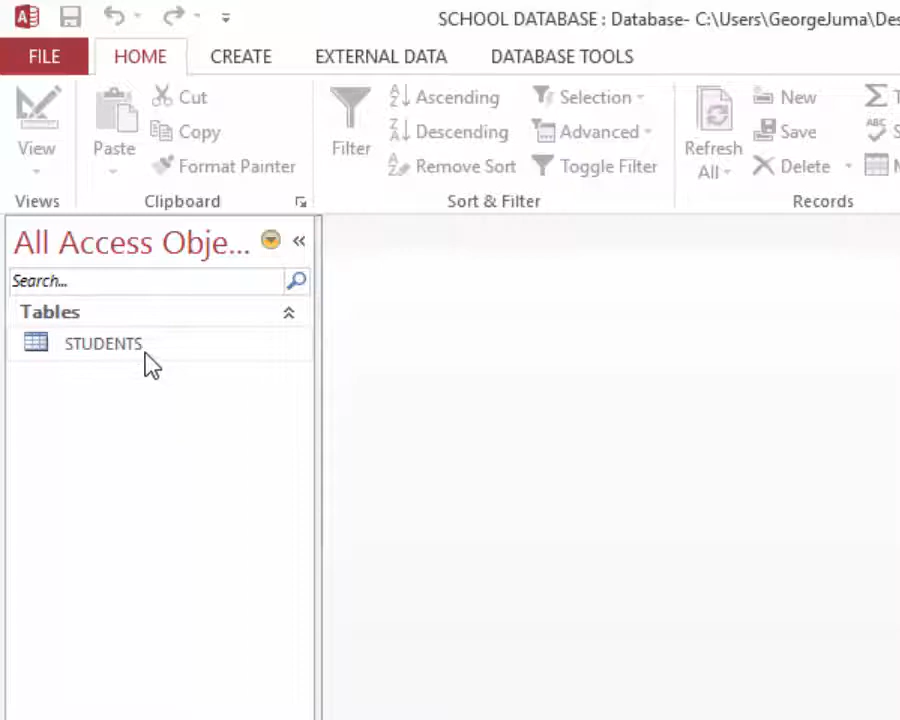 SCHOOL DATABASE : Database- C:\Users\GeorgeJuma\Des
FILE HOME CREATE EXTERNAL DATA DATABASE TOOLS
View
Views
Paste
Cut
Copy
Format Painter
Clipboard
Filter
Ascending
Descending
Remove Sort
Selection
Advanced
Toggle Filter
Sort & Filter
Refresh
All
New
Save
Delete
Records
All Access Obje...
Search...
Tables
STUDENTS